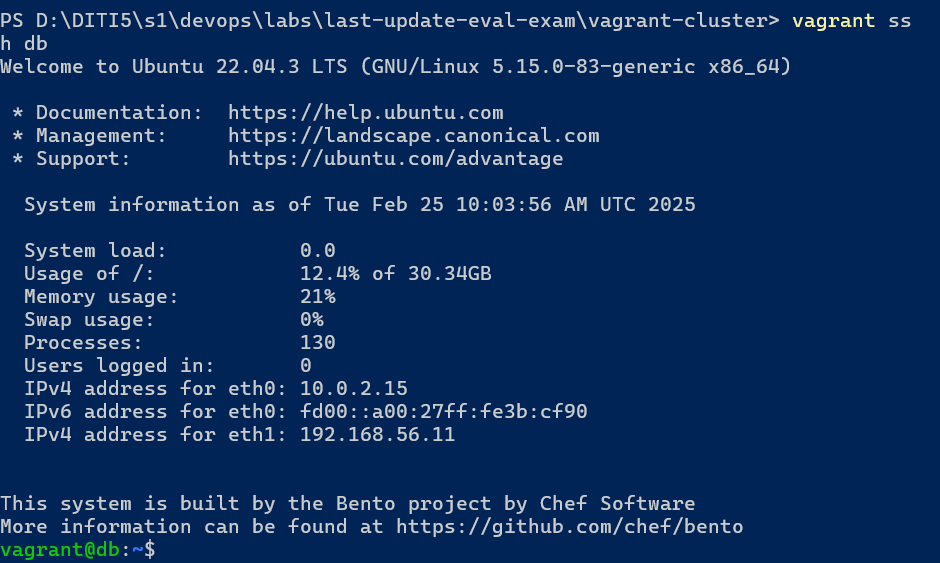 PS D:\DITI5\s1\devops\labs\last-update-eval-exam\vagrant-cluster> vagrant ss
h db
Welcome to Ubuntu 22.04.3 LTS (GNU/Linux 5.15.0-83-generic x86_64)

 * Documentation:  https://help.ubuntu.com
 * Management:     https://landscape.canonical.com
 * Support:        https://ubuntu.com/advantage

  System information as of Tue Feb 25 10:03:56 AM UTC 2025

  System load:           0.0
  Usage of /:            12.4% of 30.34GB
  Memory usage:          21%
  Swap usage:            0%
  Processes:             130
  Users logged in:       0
  IPv4 address for eth0: 10.0.2.15
  IPv6 address for eth0: fd00::a00:27ff:fe3b:cf90
  IPv4 address for eth1: 192.168.56.11


This system is built by the Bento project by Chef Software
More information can be found at https://github.com/chef/bento
vagrant@db:~$